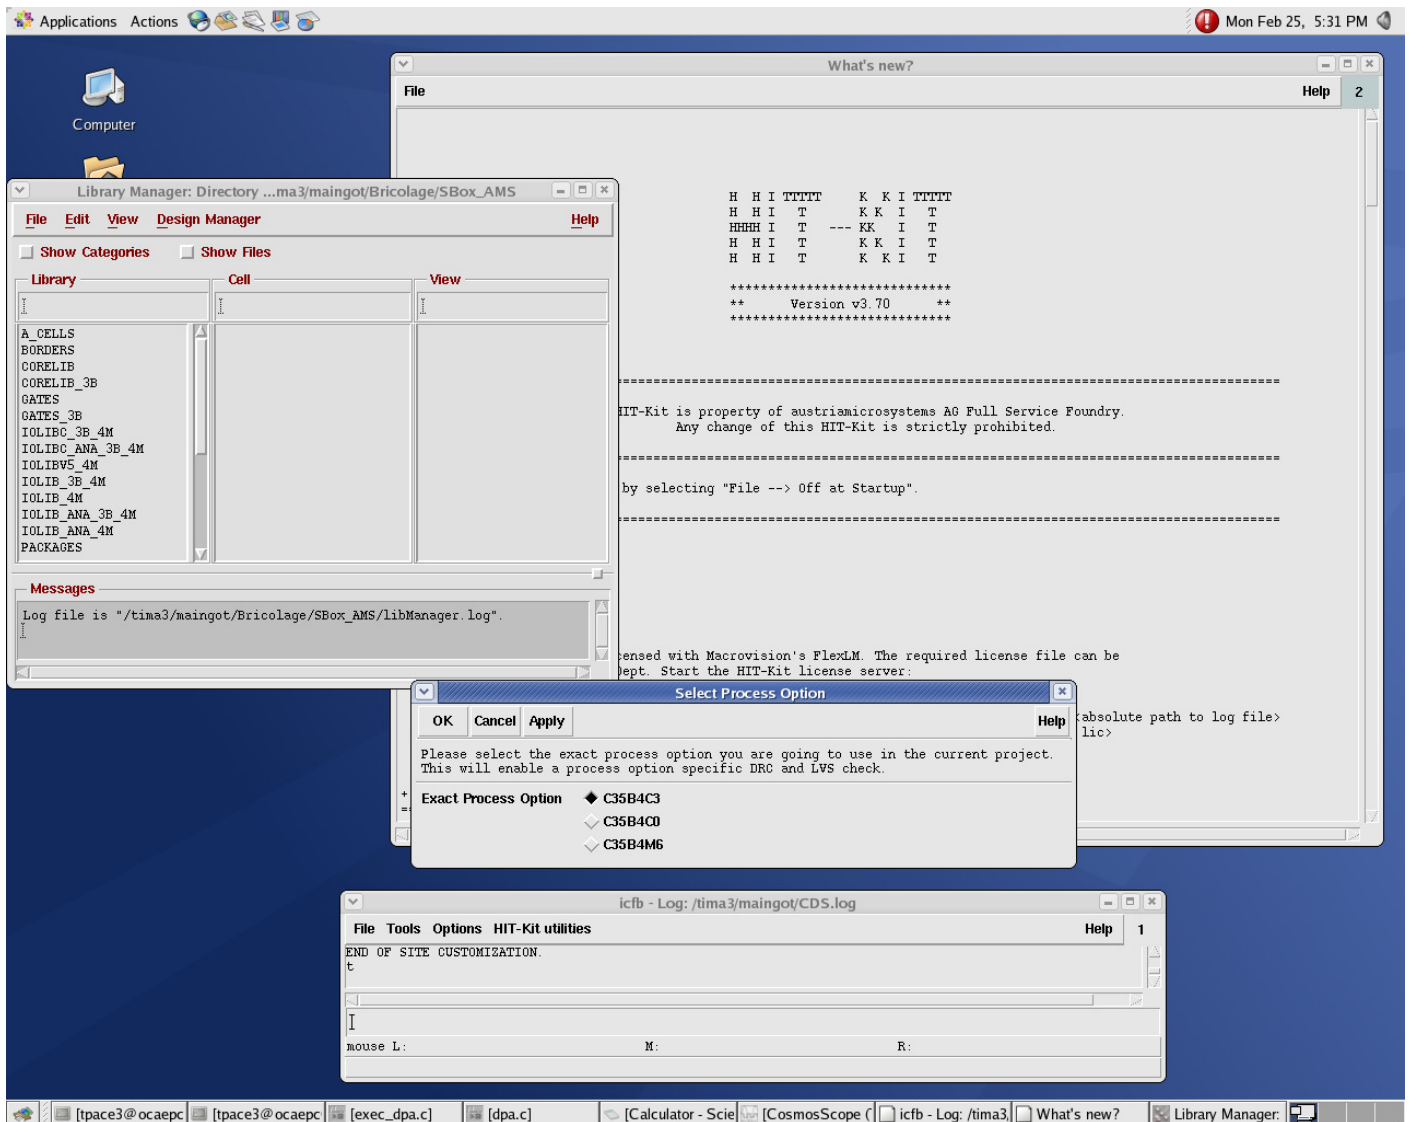 Applications Actions Mon Feb 25, 5:31 PM
Computer
What's new?
File Help 2
H H I TTTTT K K I TTTTT
H H I T K K I T
HHHH I T --- KK I T
H H I T K K I T
H H I T K K I T
*****************************
** Version v3.70 **
*****************************
HIT-Kit is property of austriamicrosystems AG Full Service Foundry.
Any change of this HIT-Kit is strictly prohibited.
by selecting "File --> Off at Startup".
censed with Macrovision's FlexLM. The required license file can be
Dept. Start the HIT-Kit license server:
<absolute path to log file>
lic>
Library Manager: Directory ...ma3/maingot/Bricolage/SBox_AMS
File Edit View Design Manager Help
Show Categories Show Files
Library Cell View
A_CELLS
BORDERS
CORELIB
CORELIB_3B
GATES
GATES_3B
IOLIBC_3B_4M
IOLIBC_ANA_3B_4M
IOLIBV5_4M
IOLIB_3B_4M
IOLIB_4M
IOLIB_ANA_3B_4M
IOLIB_ANA_4M
PACKAGES
Messages
Log file is "/tima3/maingot/Bricolage/SBox_AMS/libManager.log".
Select Process Option
OK Cancel Apply Help
Please select the exact process option you are going to use in the current project.
This will enable a process option specific DRC and LVS check.
Exact Process Option C35B4C3
C35B4C0
C35B4M6
icfb - Log: /tima3/maingot/CDS.log
File Tools Options HIT-Kit utilities Help 1
END OF SITE CUSTOMIZATION.
t
mouse L: M: R:
[tpace3@ocaepc [tpace3@ocaepc [exec_dpa.c] [dpa.c] [Calculator - Scie [CosmosScope ( icfb - Log: /tima3, What's new? Library Manager: